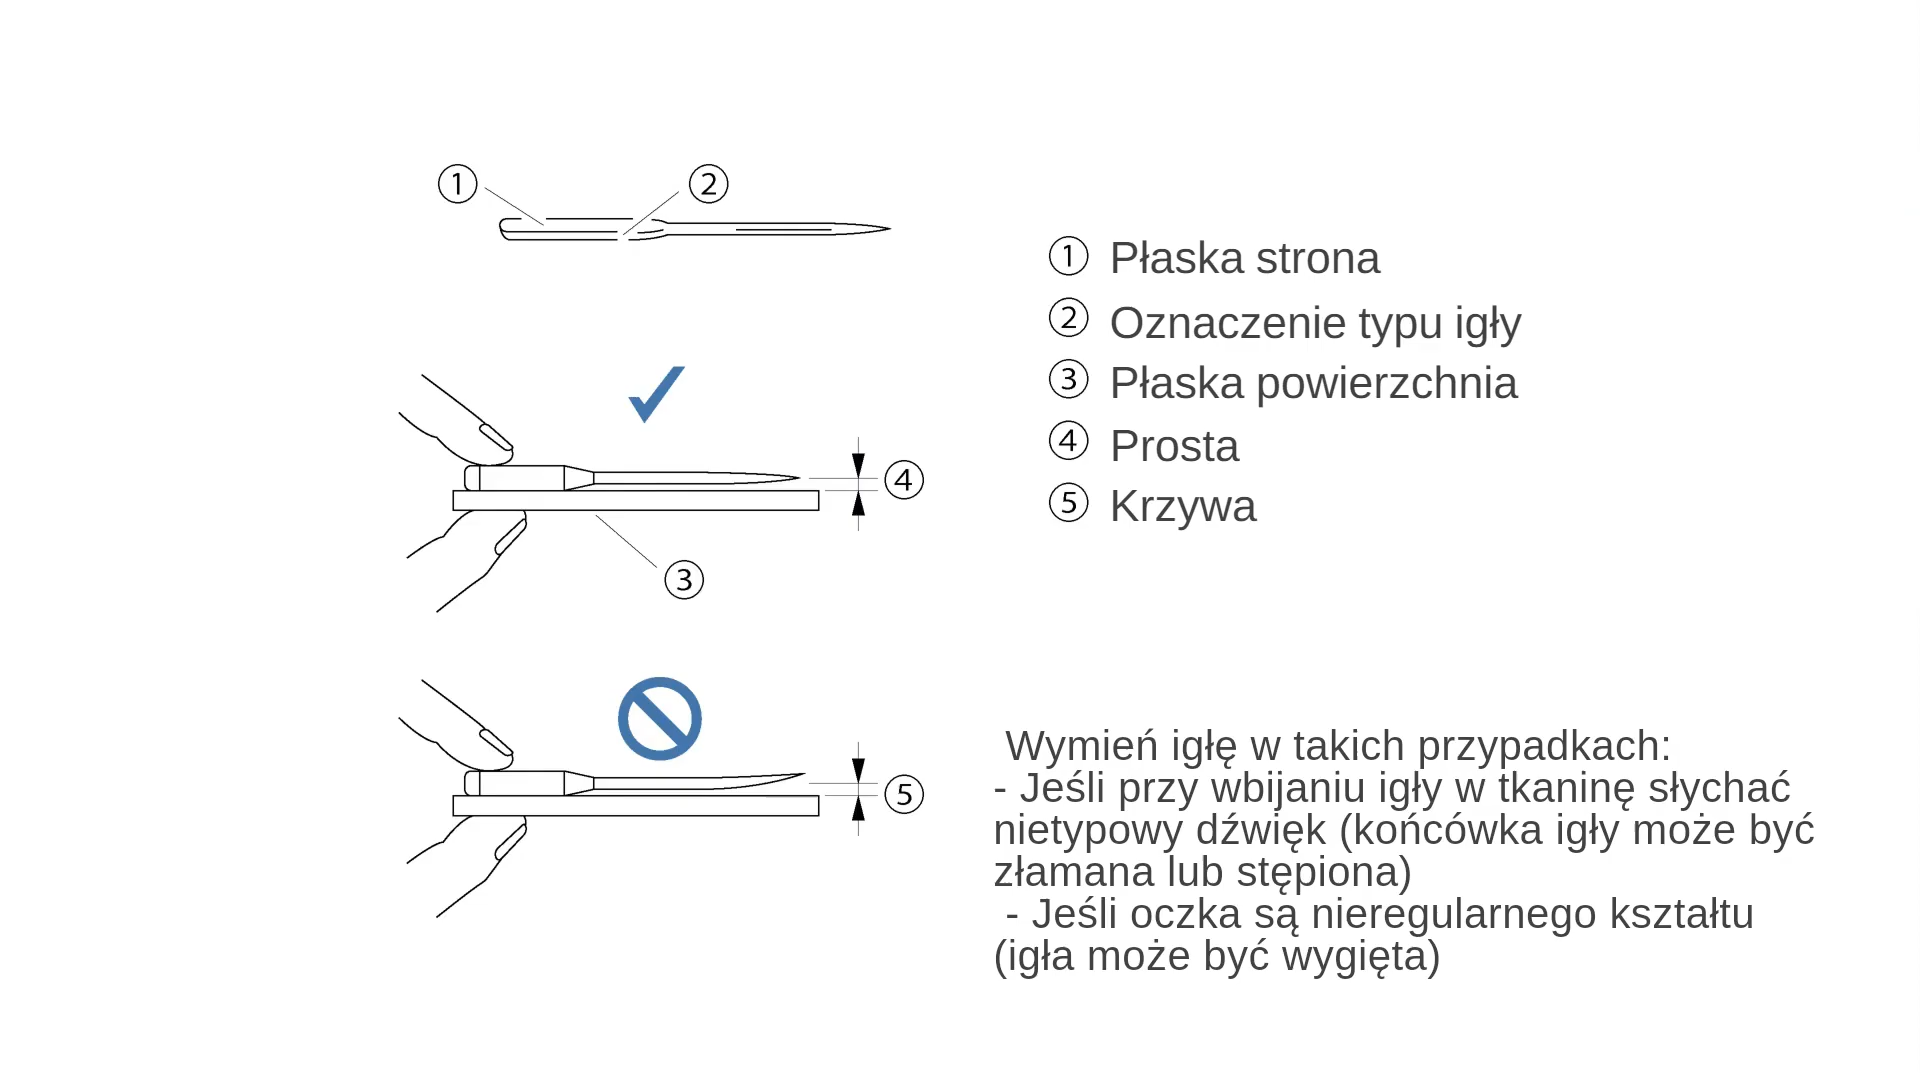 ① ②
④
③
⑤
① Płaska strona
② Oznaczenie typu igły
③ Płaska powierzchnia
④ Prosta
⑤ Krzywa
Wymień igłę w takich przypadkach:
- Jeśli przy wbijaniu igły w tkaninę słychać
nietypowy dźwięk (końcówka igły może być
złamana lub stępiona)
- Jeśli oczka są nieregularnego kształtu
(igła może być wygięta)